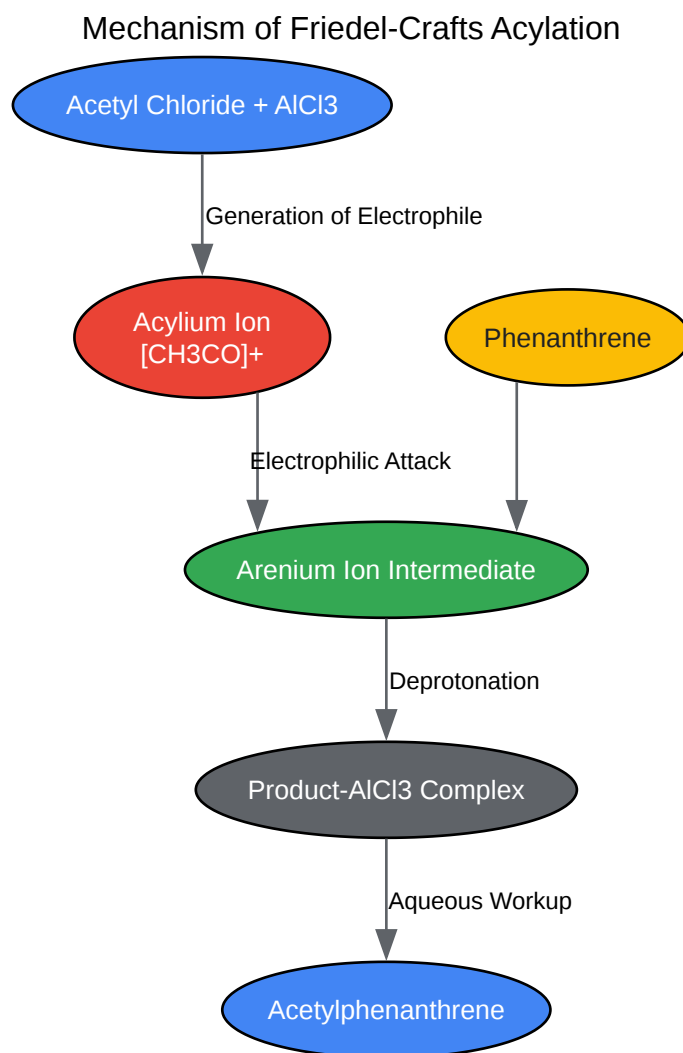 Mechanism of Friedel-Crafts Acylation
Acetyl Chloride + AlCl3
Generation of Electrophile
Acylium Ion
[CH3CO]+
Phenanthrene
Electrophilic Attack
Arenium Ion Intermediate
Deprotonation
Product-AlCl3 Complex
Aqueous Workup
Acetylphenanthrene